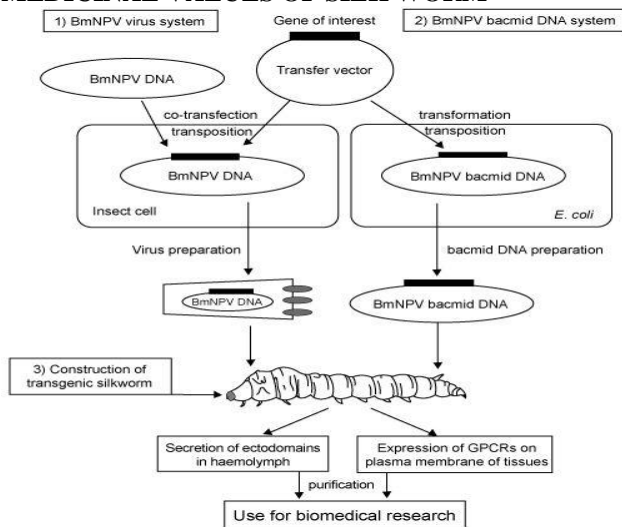 MEDICINAL VALUES OF SILK WORM
1) BmNPV virus system
Gene of interest
2) BmNPV bacmid DNA system
Transfer vector
BmNPV DNA
co-transfection
transposition
transformation
transposition
BmNPV DNA
BmNPV bacmid DNA
Insect cell
E. coli
Virus preparation
bacmid DNA preparation
BmNPV DNA
BmNPV bacmid DNA
3) Construction of
transgenic silkworm
Secretion of ectodomains
in haemolymph
Expression of GPCRs on
plasma membrane of tissues
purification
Use for biomedical research